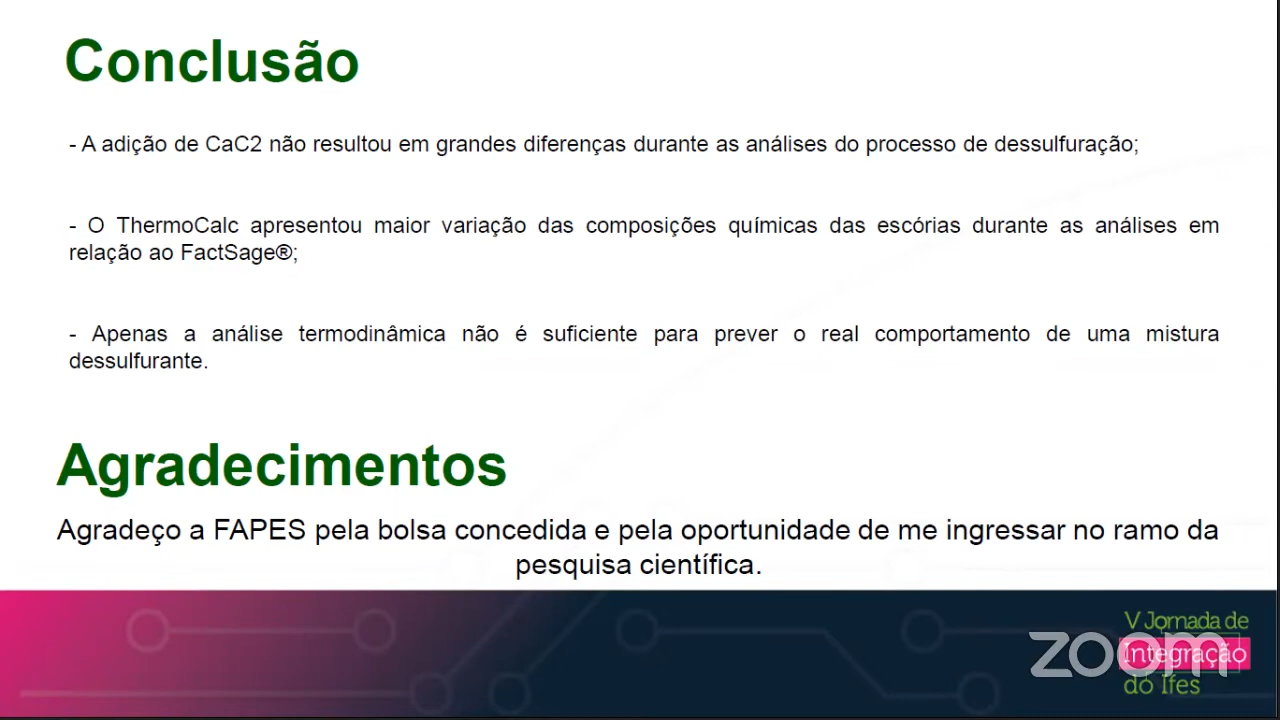 Conclusão
- A adição de CaC2 não resultou em grandes diferenças durante as análises do processo de dessulfuração;
- O ThermoCalc apresentou maior variação das composições químicas das escórias durante as análises em
relação ao FactSage®;
- Apenas a análise termodinâmica não é suficiente para prever o real comportamento de uma mistura
dessulfurante.
Agradecimentos
Agradeço a FAPES pela bolsa concedida e pela oportunidade de me ingressar no ramo da
pesquisa científica.
V Jornada de
Integração
do Ifes
zoom